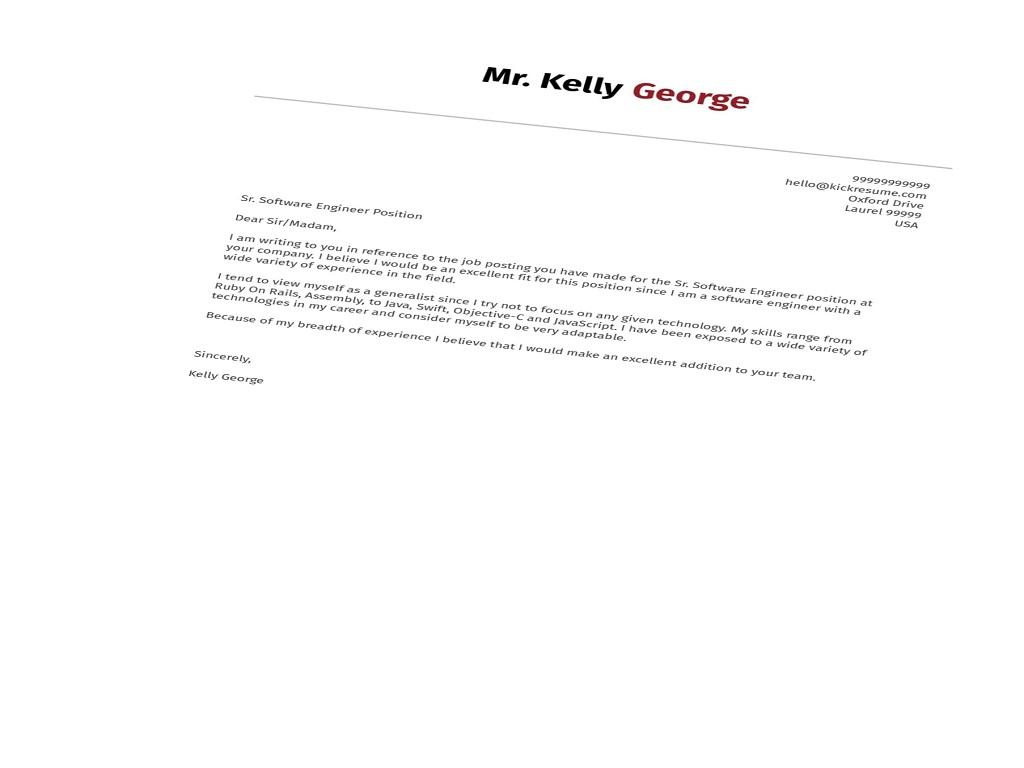 Mr. Kelly George
99999999999
hello@kickresume.com
Oxford Drive
Laurel 99999
USA
Sr. Software Engineer Position
Dear Sir/Madam,
I am writing to you in reference to the job posting you have made for the Sr. Software Engineer position at
your company. I believe I would be an excellent fit for this position since I am a software engineer with a
wide variety of experience in the field.
I tend to view myself as a generalist since I try not to focus on any given technology. My skills range from
Ruby On Rails, Assembly, to Java, Swift, Objective-C and JavaScript. I have been exposed to a wide variety of
technologies in my career and consider myself to be very adaptable.
Because of my breadth of experience I believe that I would make an excellent addition to your team.
Sincerely,
Kelly George